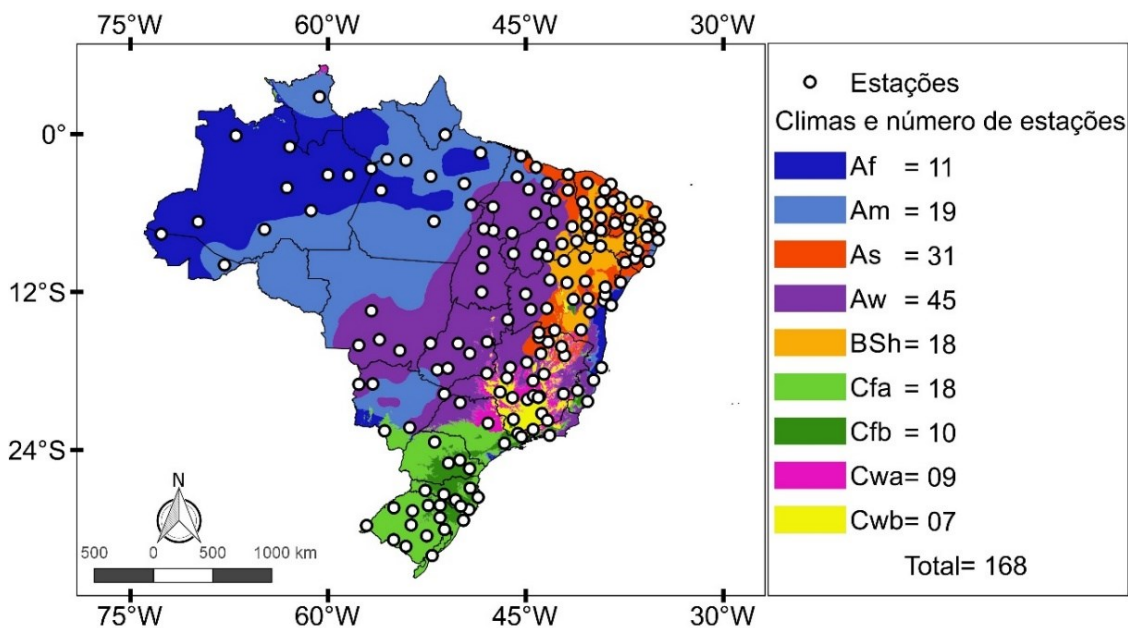 75°W 60°W 45°W 30°W
0°
12°S
24°S
N
500 0 500 1000 km
75°W 60°W 45°W 30°W
Estações
Climas e número de estações
Af = 11
Am = 19
As = 31
Aw = 45
BSh = 18
Cfa = 18
Cfb = 10
Cwa = 09
Cwb = 07
Total= 168